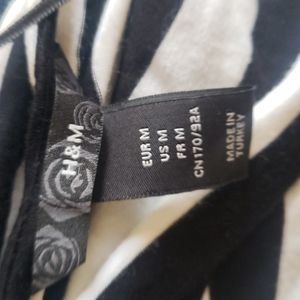 H&M
EUR M
US M
FR M
CN170/92A
MADE IN
TURKEY